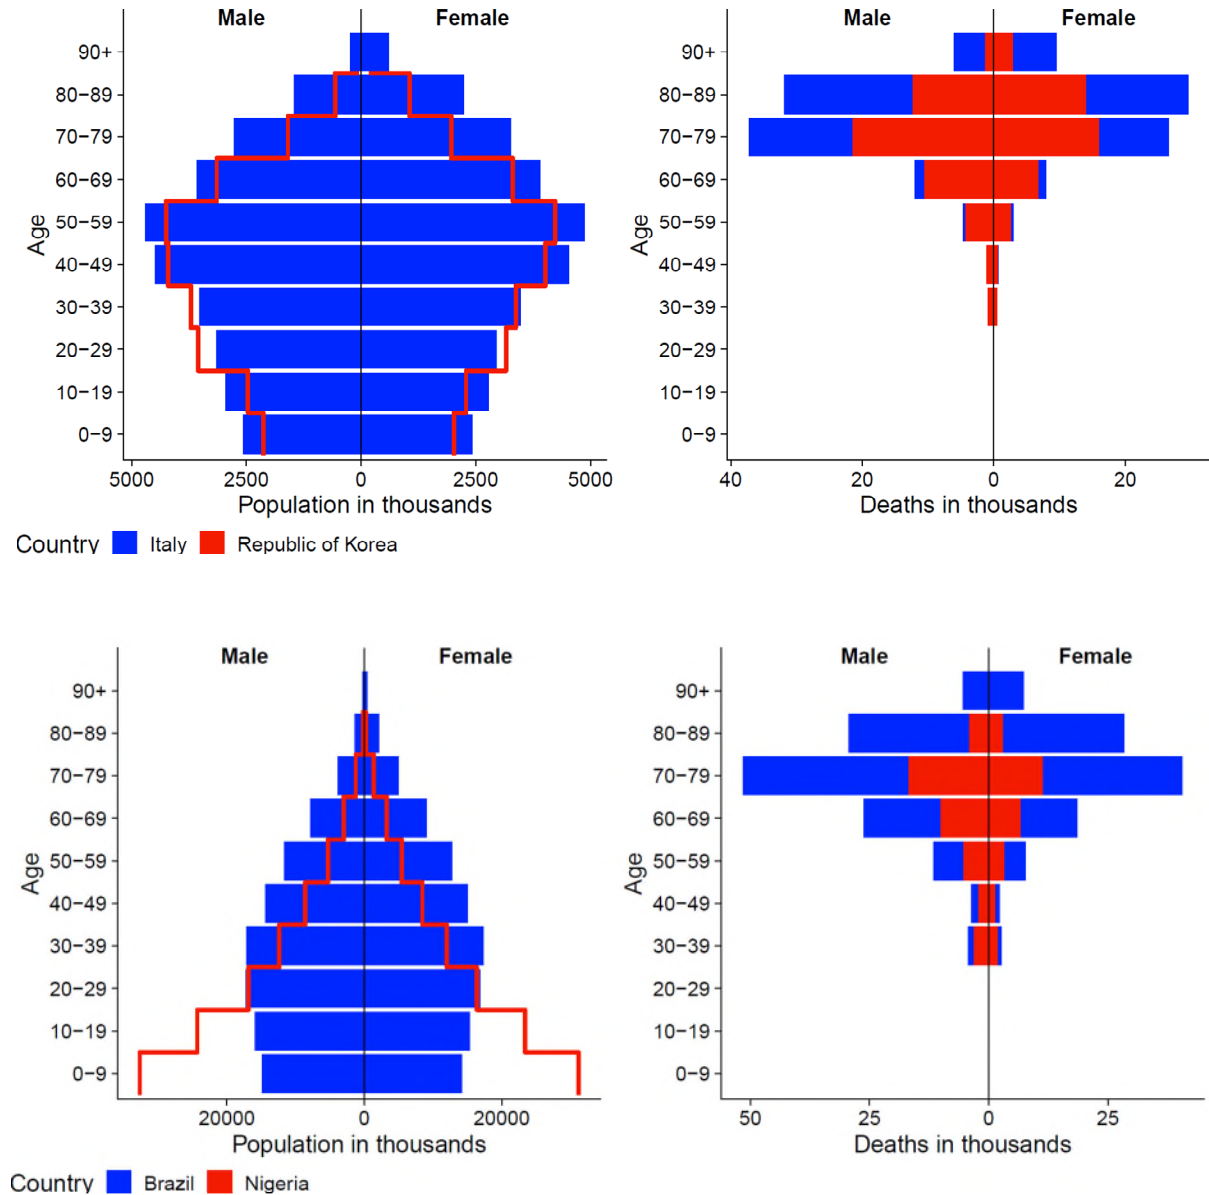 Male Female Male Female
90+ 90+
80−89 80−89
70−79 70−79
60−69 60−69
50−59 50−59
40−49 40−49
30−39 30−39
20−29 20−29
10−19 10−19
0−9 0−9
Age Age
5000 2500 0 2500 5000 40 20 0 20
Population in thousands Deaths in thousands
Country Italy Republic of Korea
Male Female Male Female
90+ 90+
80−89 80−89
70−79 70−79
60−69 60−69
50−59 50−59
40−49 40−49
30−39 30−39
20−29 20−29
10−19 10−19
0−9 0−9
Age Age
20000 0 20000 50 25 0 25
Population in thousands Deaths in thousands
Country Brazil Nigeria